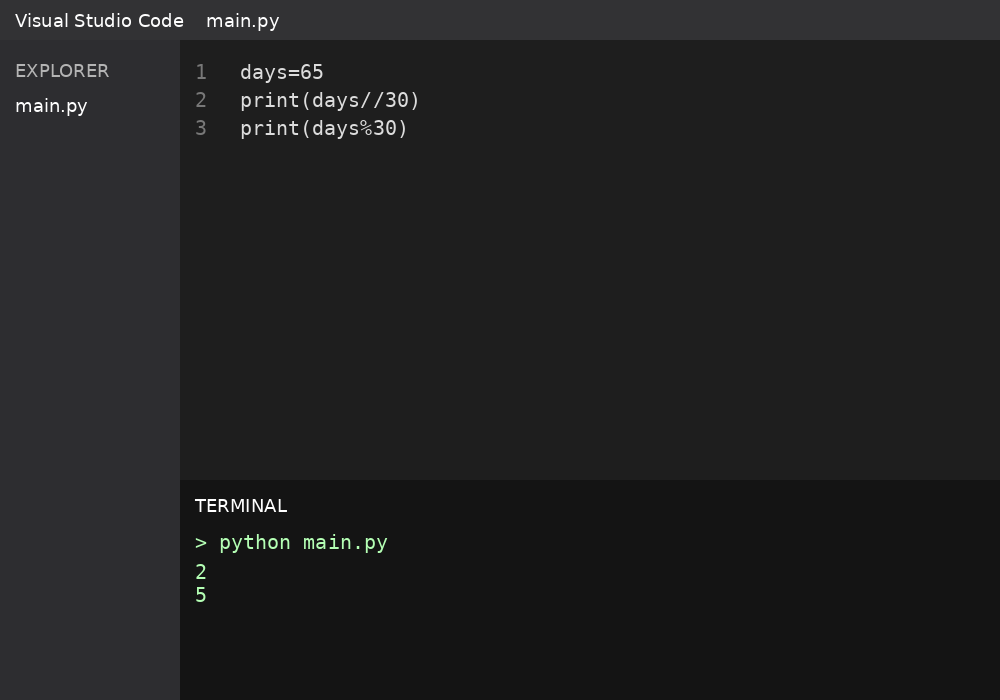 Visual Studio Code main.py
EXPLORER
main.py
1 days=65
2 print(days//30)
3 print(days%30)
TERMINAL
> python main.py
2
5